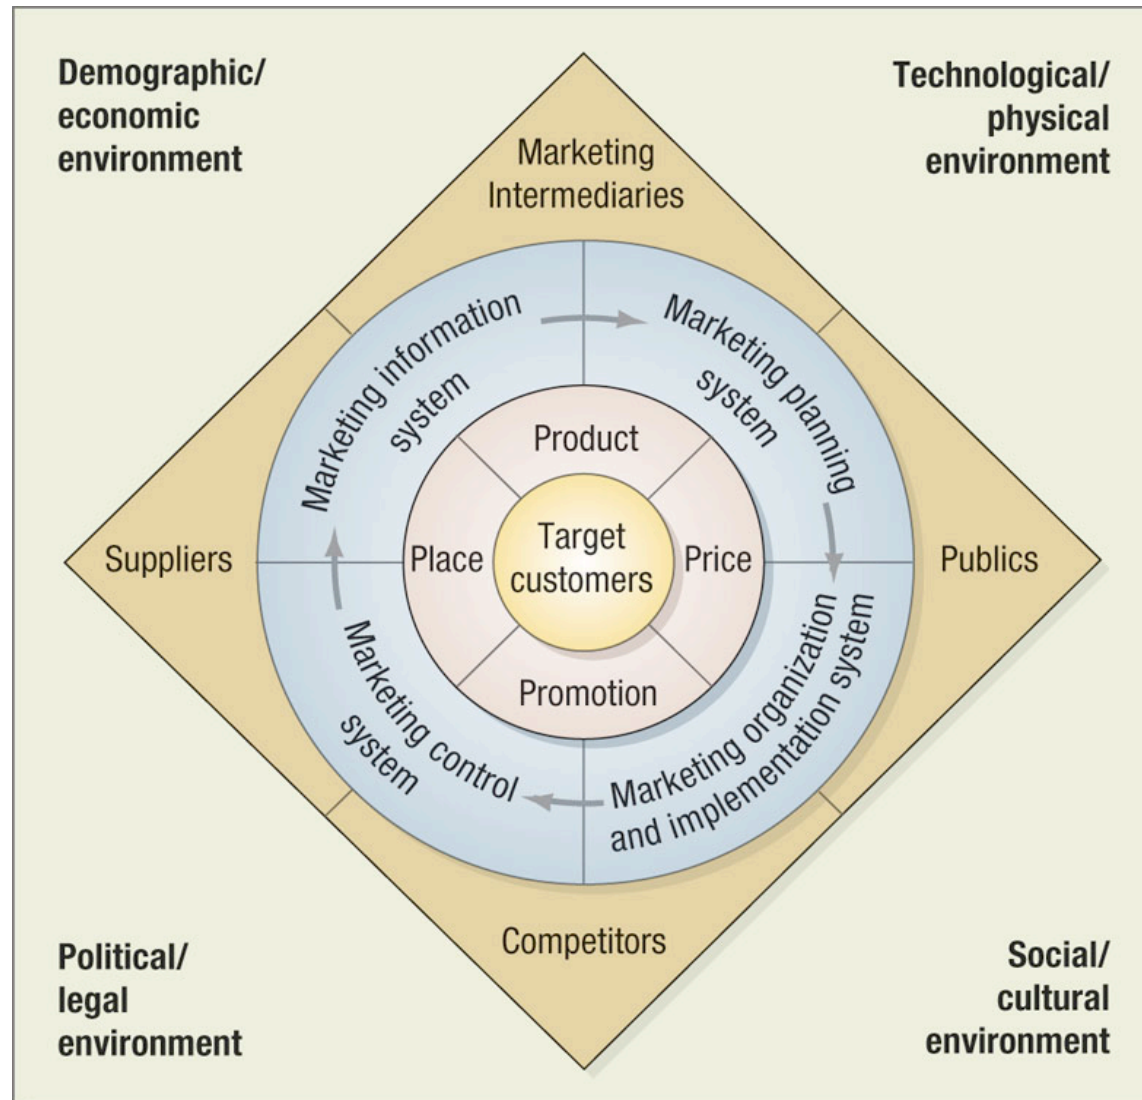 Demographic/
economic
environment
Technological/
physical
environment
Marketing
Intermediaries
Marketing information
system
Marketing planning
system
Product
Target
customers
Place
Price
Promotion
Suppliers
Publics
Marketing control
system
Marketing organization
and implementation system
Competitors
Political/
legal
environment
Social/
cultural
environment